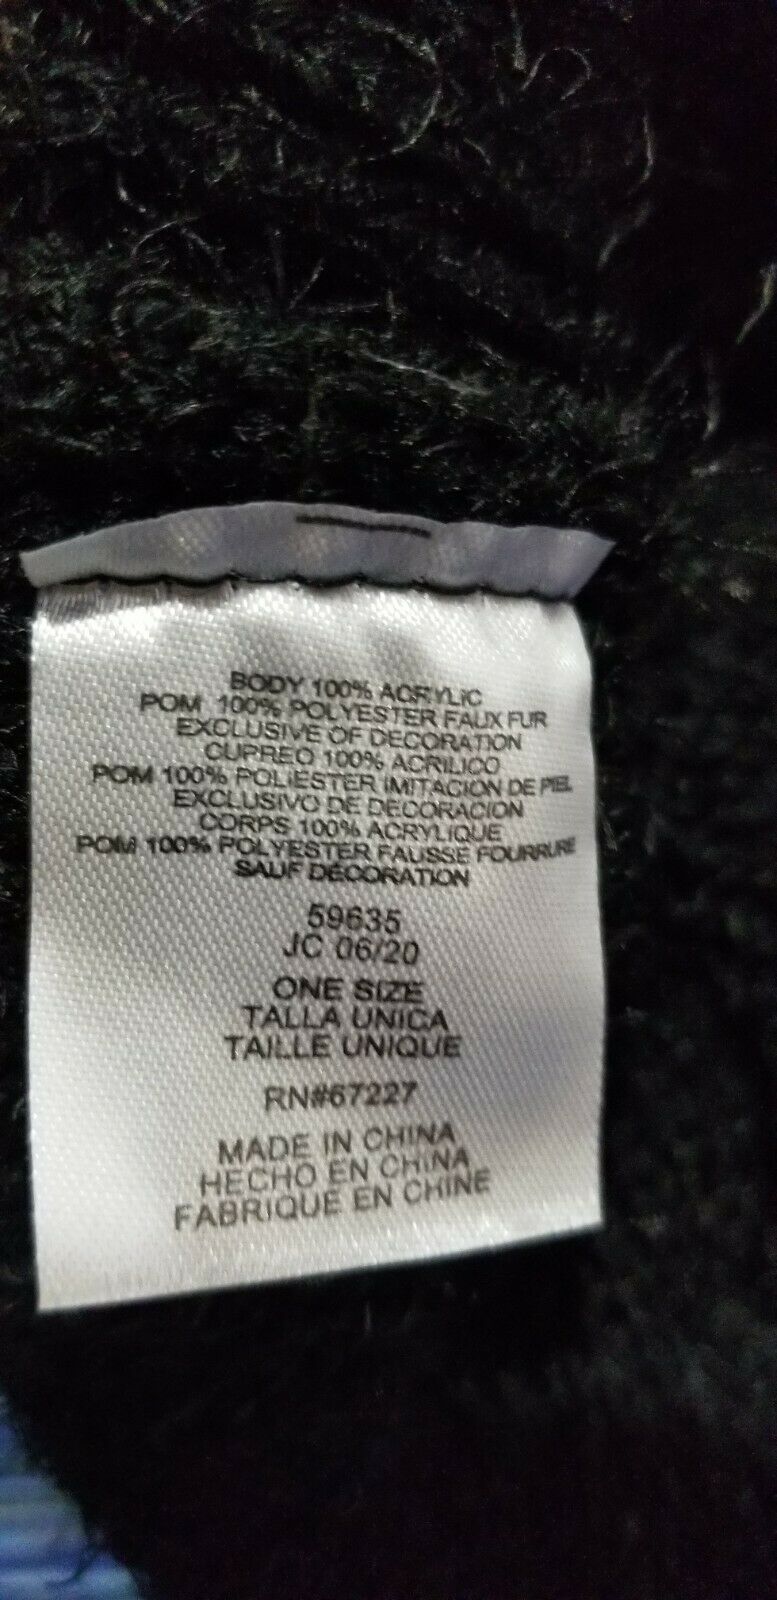 BODY 100% ACRYLIC
POM 100% POLYESTER FAUX FUR
EXCLUSIVE OF DECORATION
CUPREO 100% ACRILICO
POM 100% POLIESTER IMITACION DE PIEL
EXCLUSIVO DE DECORACION
CORPS 100% ACRYLIQUE
POM 100% POLYESTER FAUSSE FOURRURE
SAUF DÉCORATION
59635
JC 06/20
ONE SIZE
TALLA UNICA
TAILLE UNIQUE
RN#67227
MADE IN CHINA
HECHO EN CHINA
FABRIQUE EN CHINE